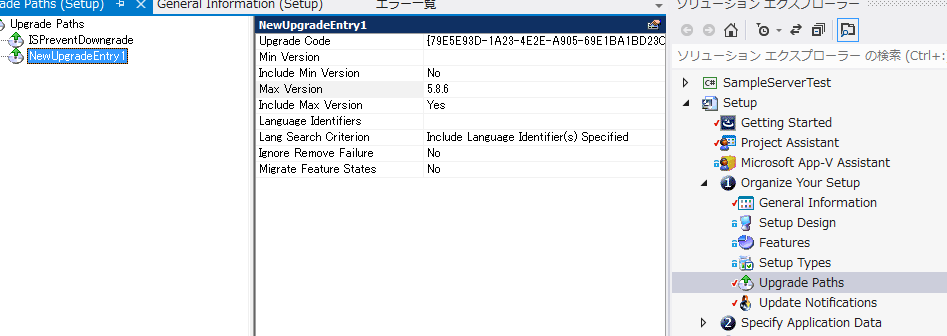 ade Paths (Setup)
General Information (Setup)
エラー一覧
Upgrade Paths
ISPreventDowngrade
NewUpgradeEntry1
NewUpgradeEntry1
Upgrade Code {79E5E93D-1A23-4E2E-A905-69E1BA1BD23C
Min Version
Include Min Version No
Max Version 5.8.6
Include Max Version Yes
Language Identifiers
Lang Search Criterion Include Language Identifier(s) Specified
Ignore Remove Failure No
Migrate Feature States No
ソリューション エクスプローラー
ソリューション エクスプローラー の検索 (Ctrl+;
C# SampleServerTest
Setup
Getting Started
Project Assistant
Microsoft App-V Assistant
1 Organize Your Setup
General Information
Setup Design
Features
Setup Types
Upgrade Paths
Update Notifications
2 Specify Application Data